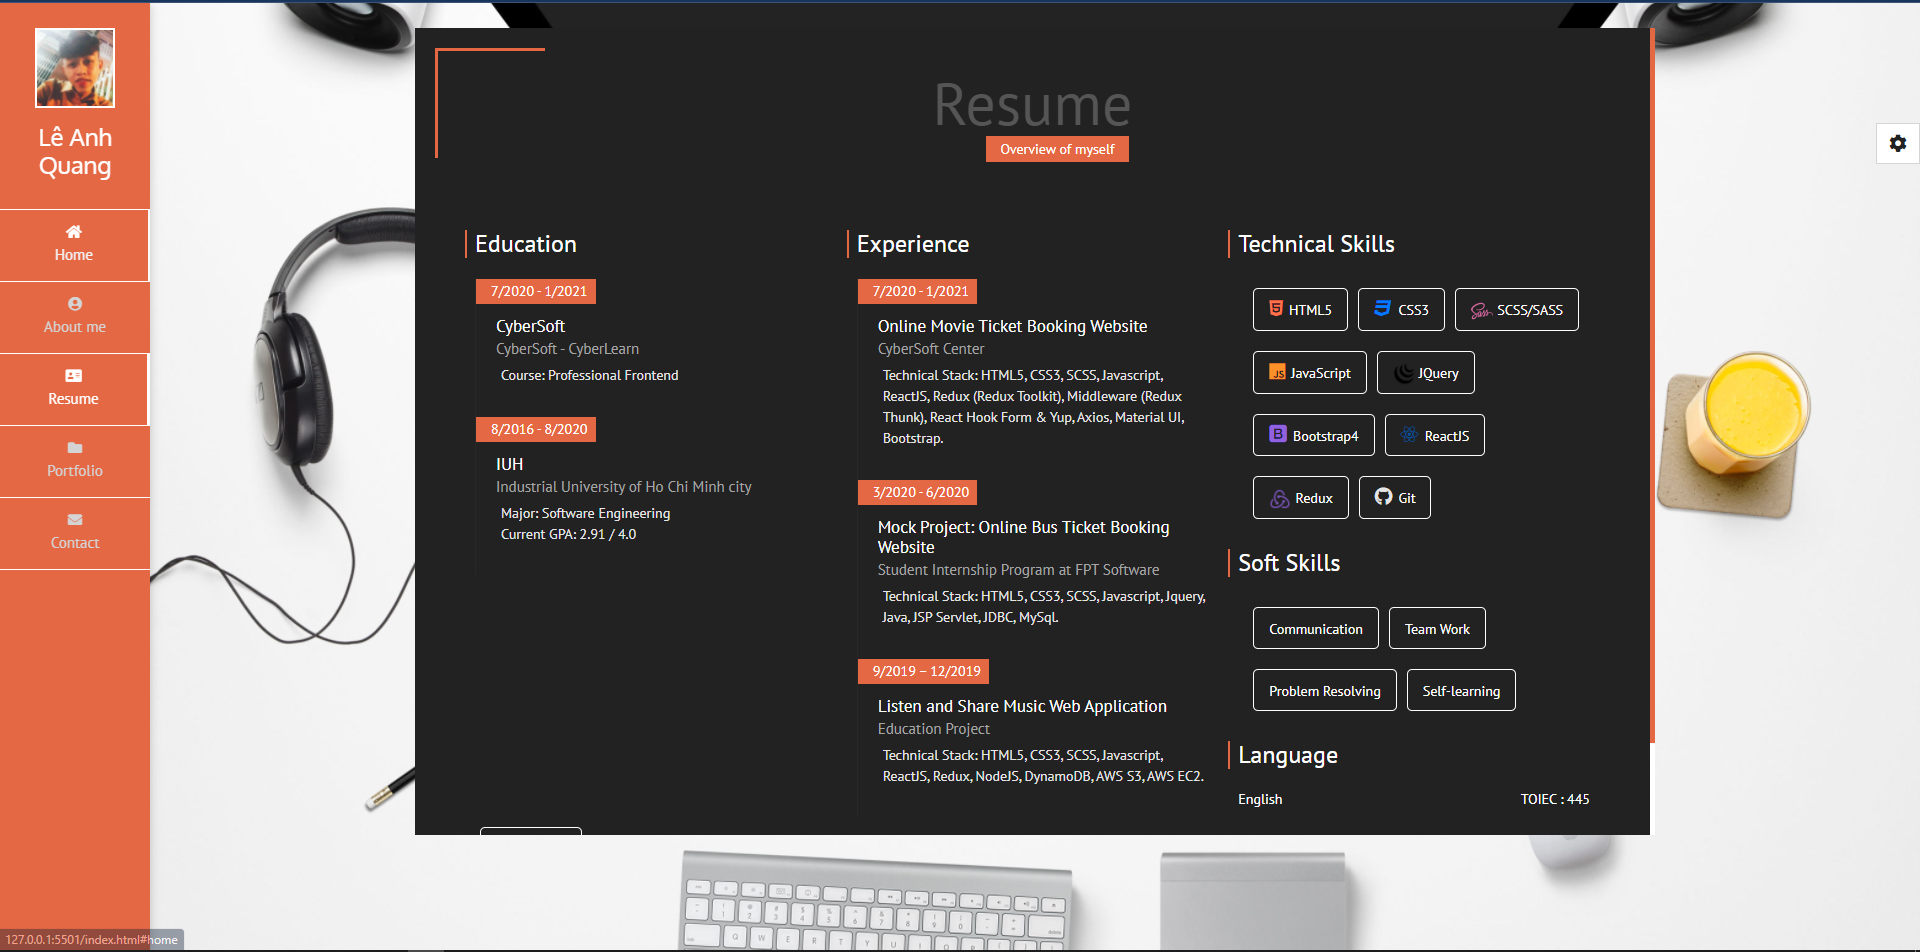 Lê Anh
Quang
Home
About me
Resume
Portfolio
Contact
Resume
Overview of myself
Education
7/2020 - 1/2021
CyberSoft
CyberSoft - CyberLearn
Course: Professional Frontend
8/2016 - 8/2020
IUH
Industrial University of Ho Chi Minh city
Major: Software Engineering
Current GPA: 2.91 / 4.0
Experience
7/2020 - 1/2021
Online Movie Ticket Booking Website
CyberSoft Center
Technical Stack: HTML5, CSS3, SCSS, Javascript,
ReactJS, Redux (Redux Toolkit), Middleware (Redux
Thunk), React Hook Form & Yup, Axios, Material UI,
Bootstrap.
3/2020 - 6/2020
Mock Project: Online Bus Ticket Booking
Website
Student Internship Program at FPT Software
Technical Stack: HTML5, CSS3, SCSS, Javascript, Jquery,
Java, JSP Servlet, JDBC, MySql.
9/2019 – 12/2019
Listen and Share Music Web Application
Education Project
Technical Stack: HTML5, CSS3, SCSS, Javascript,
ReactJS, Redux, NodeJS, DynamoDB, AWS S3, AWS EC2.
Technical Skills
HTML5 CSS3 Sass SCSS/SASS
JS JavaScript JQuery
B Bootstrap4 ReactJS
Redux Git
Soft Skills
Communication Team Work
Problem Resolving Self-learning
Language
English TOIEC : 445
127.0.0.1:5501/index.html#home